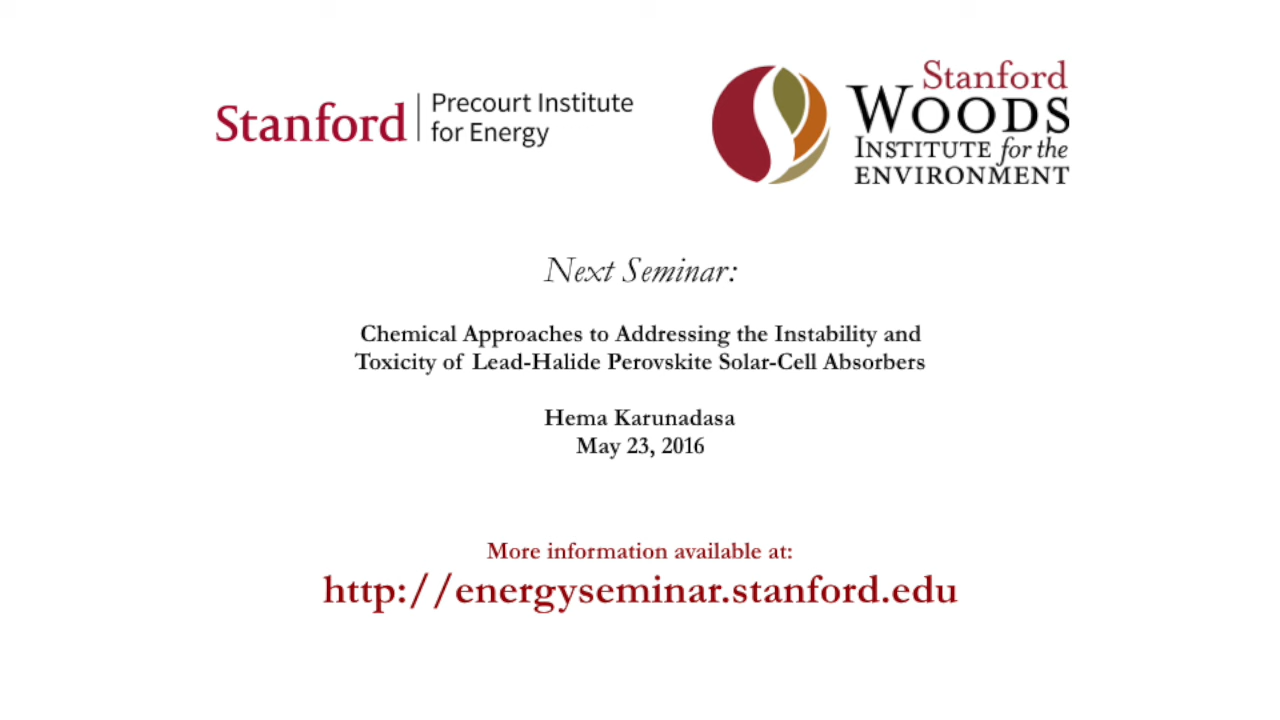 Stanford
Precourt Institute
for Energy
Stanford
WOODS
INSTITUTE for the
ENVIRONMENT
Next Seminar:
Chemical Approaches to Addressing the Instability and
Toxicity of Lead-Halide Perovskite Solar-Cell Absorbers
Hema Karunadasa
May 23, 2016
More information available at:
http://energyseminar.stanford.edu